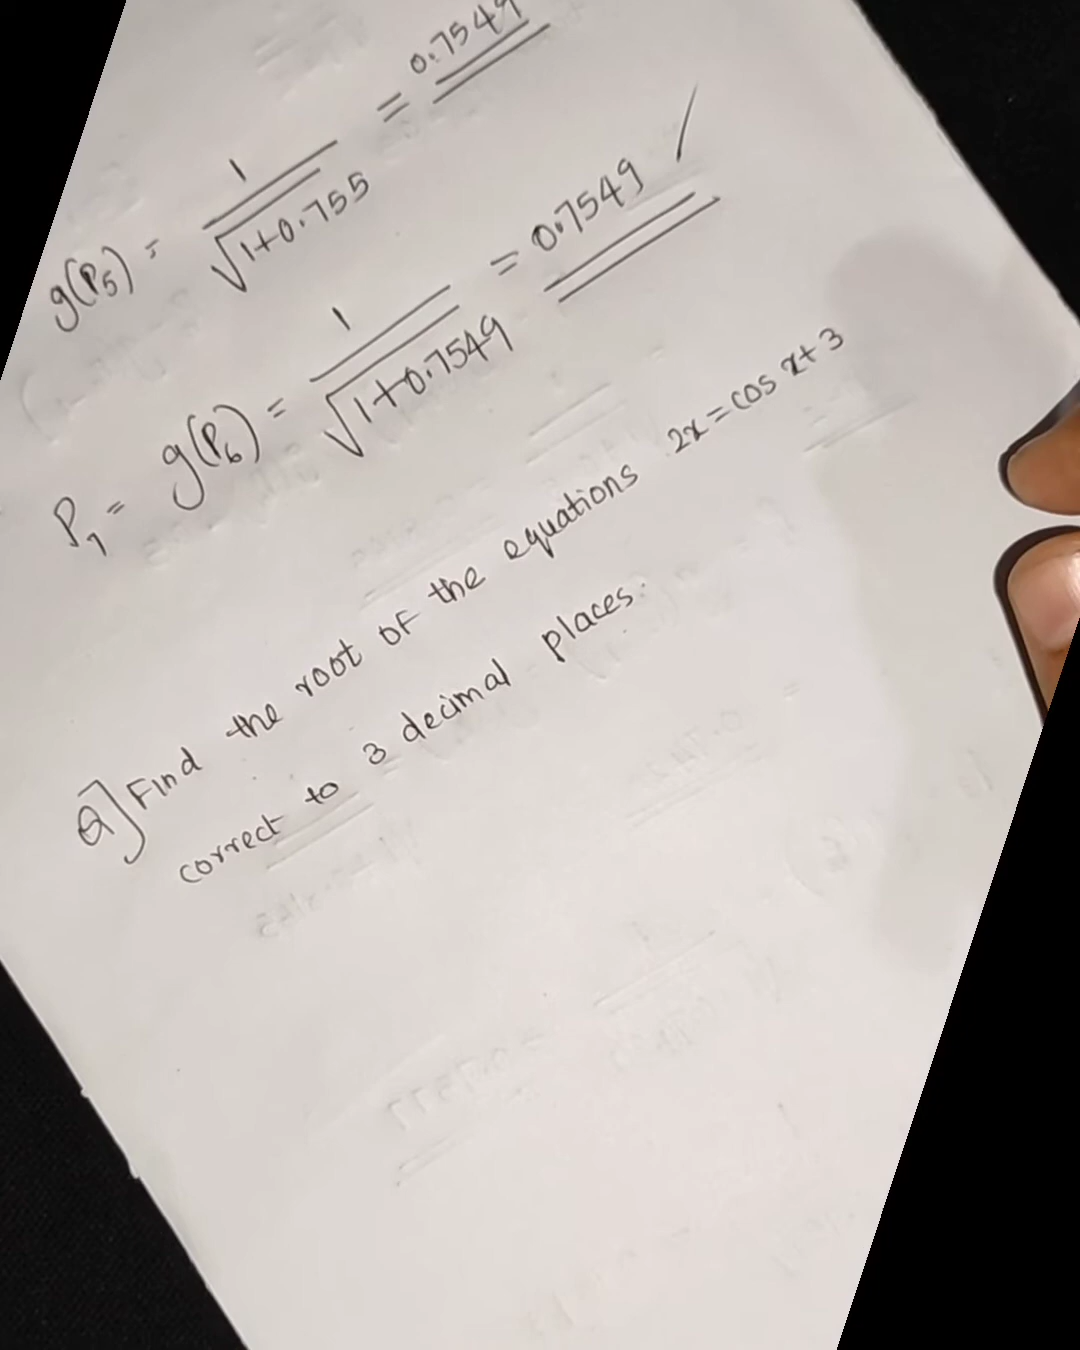 g(P₅) = 1/√1+0.755 = 0.7549
P₇ = g(P₆) = 1/√1+0.7549 = 0.7549
Q] Find the root of the equations 2x = cos x + 3
correct to 3 decimal places.